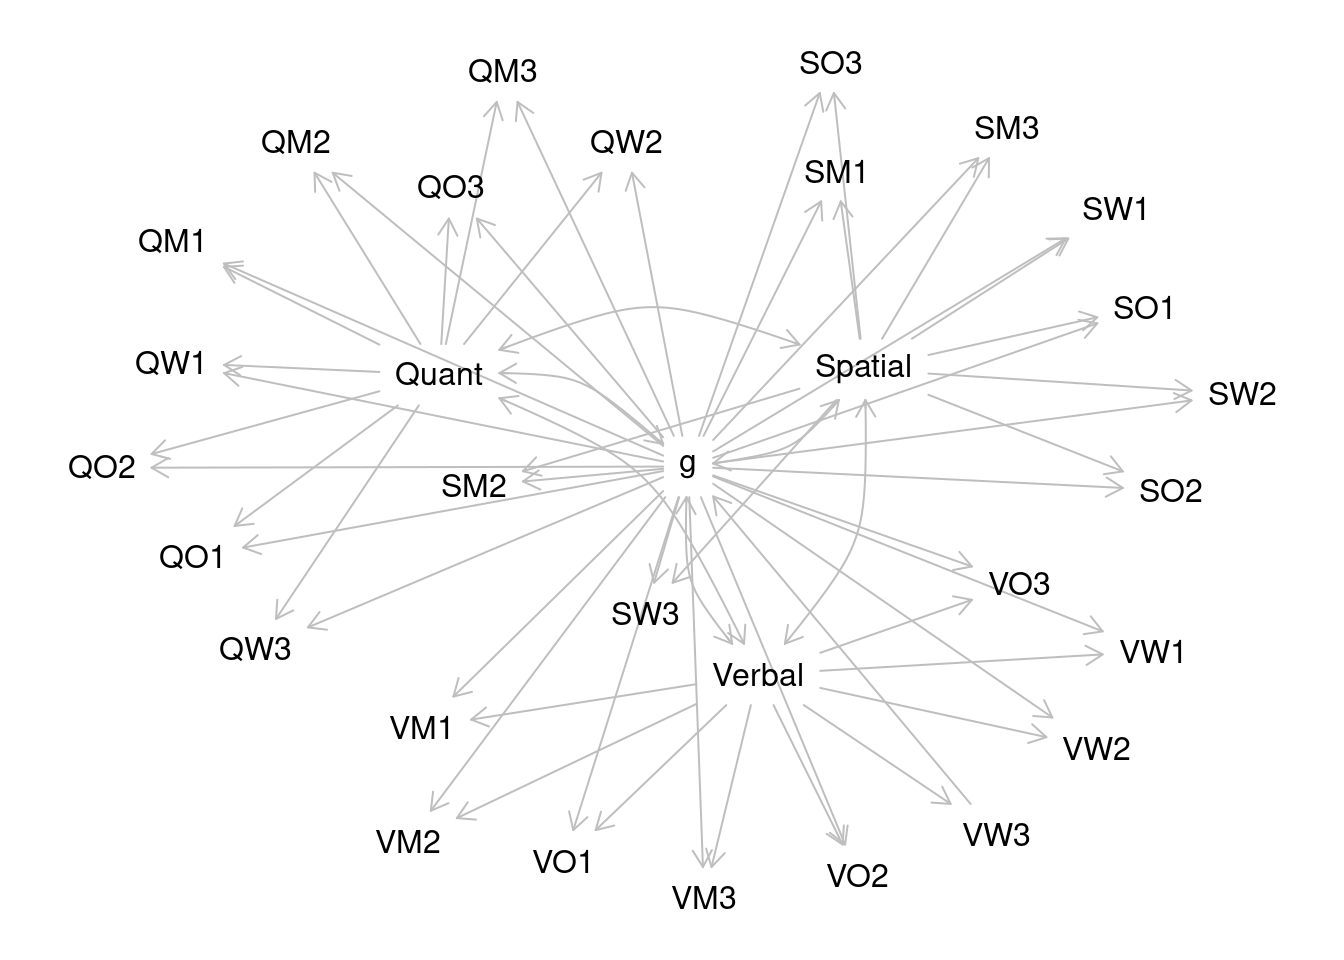 SO3
QM3
SM3
QM2
QW2
SM1
QO3
SW1
QM1
SO1
QW1
Spatial
Quant
SW2
g
QO2
SM2
SO2
QO1
VO3
SW3
QW3
VW1
Verbal
VM1
VW2
VW3
VM2
VO1
VO2
VM3